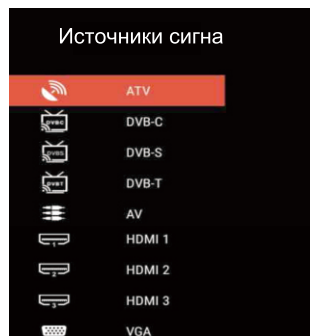 Источники сигна
ATV
DVB-C
DVB-S
DVB-T
AV
HDMI 1
HDMI 2
HDMI 3
VGA